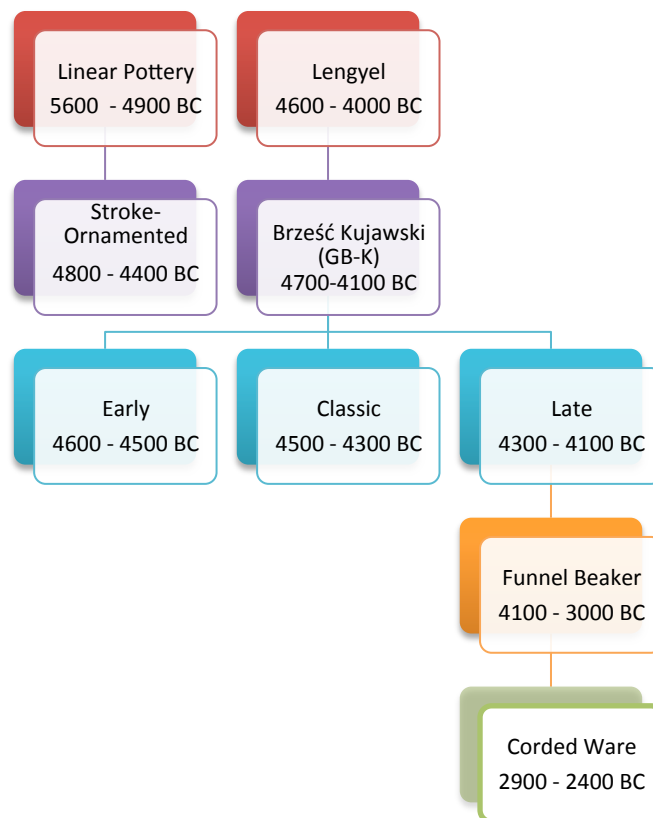 Linear Pottery
5600 - 4900 BC
Lengyel
4600 - 4000 BC
Stroke-
Ornamented
4800 - 4400 BC
Brześć Kujawski
(GB-K)
4700-4100 BC
Early
4600 - 4500 BC
Classic
4500 - 4300 BC
Late
4300 - 4100 BC
Funnel Beaker
4100 - 3000 BC
Corded Ware
2900 - 2400 BC